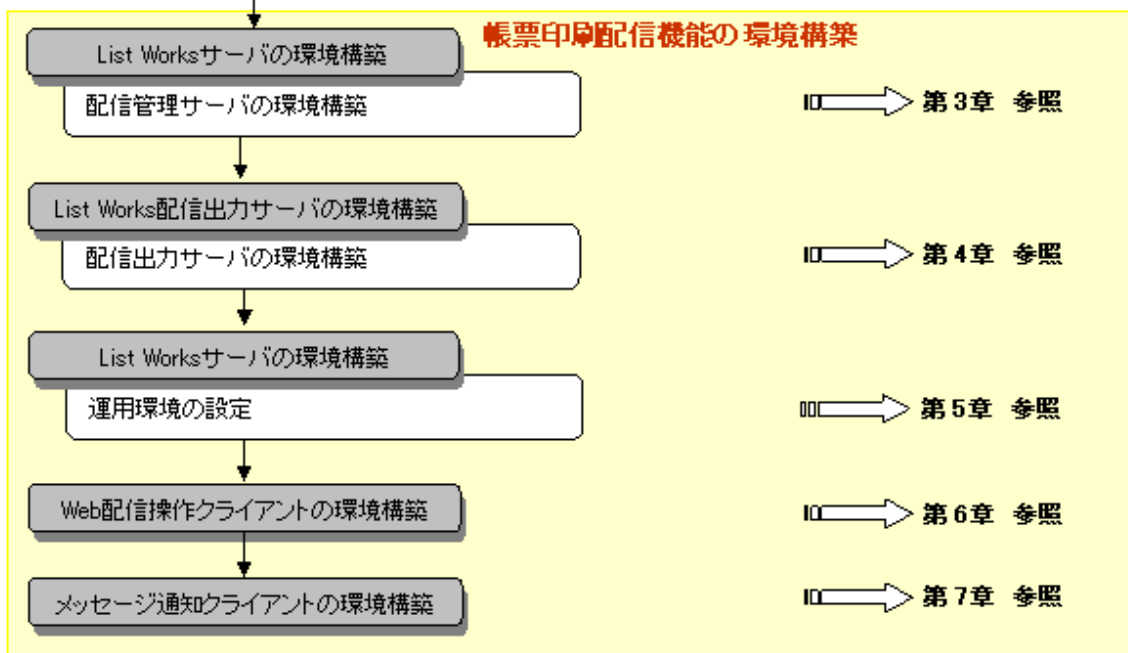 帳票印刷配信機能の環境構築
List Worksサーバの環境構築
配信管理サーバの環境構築
第3章 参照
List Works配信出力サーバの環境構築
配信出力サーバの環境構築
第4章 参照
List Worksサーバの環境構築
運用環境の設定
第5章 参照
Web配信操作クライアントの環境構築
第6章 参照
メッセージ通知クライアントの環境構築
第7章 参照